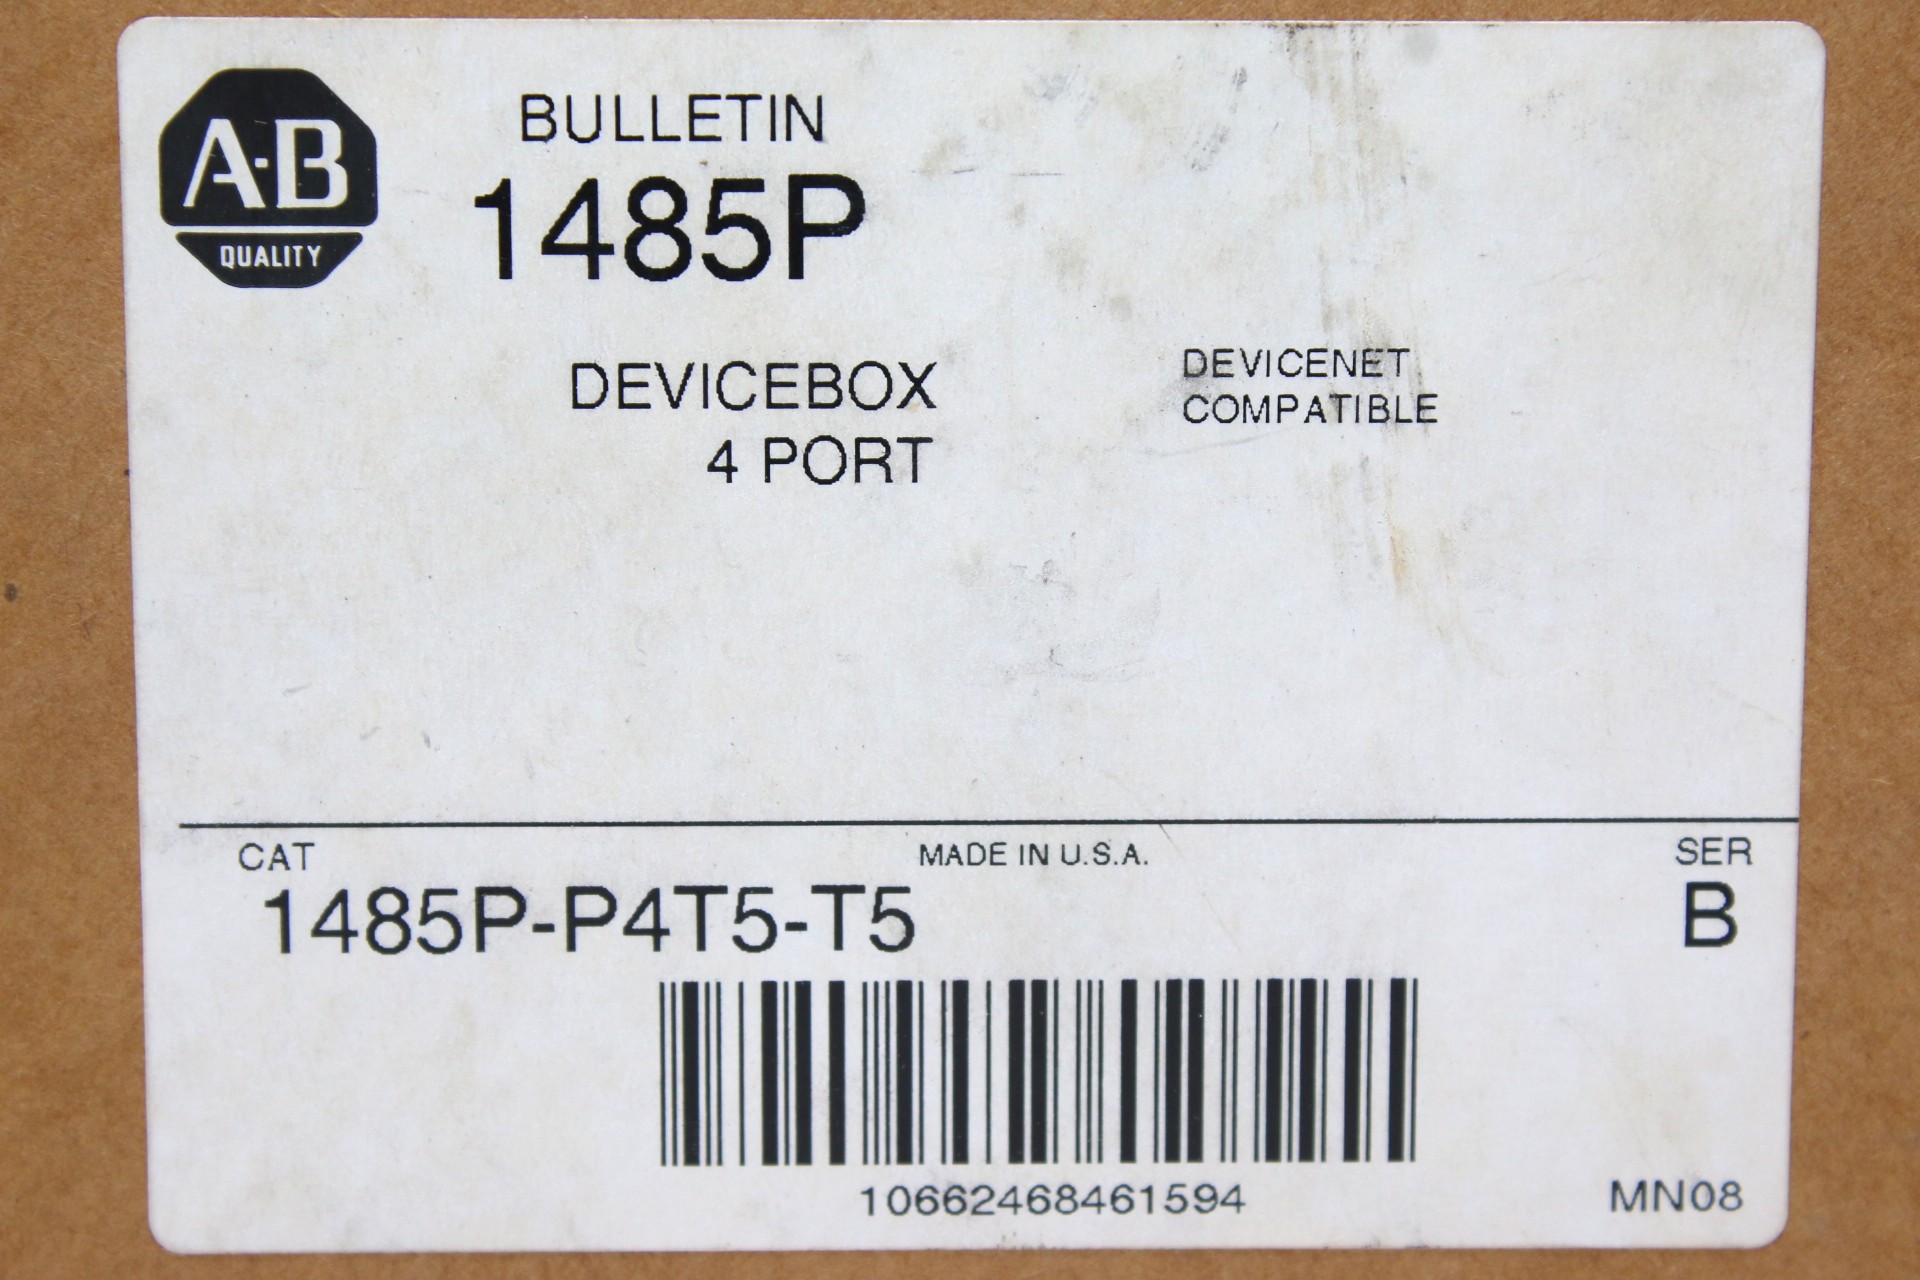 A-B
QUALITY
BULLETIN
1485P
DEVICEBOX
4 PORT
DEVICENET
COMPATIBLE
CAT
MADE IN U.S.A.
SER
1485P-P4T5-T5
B
10662468461594
MN08